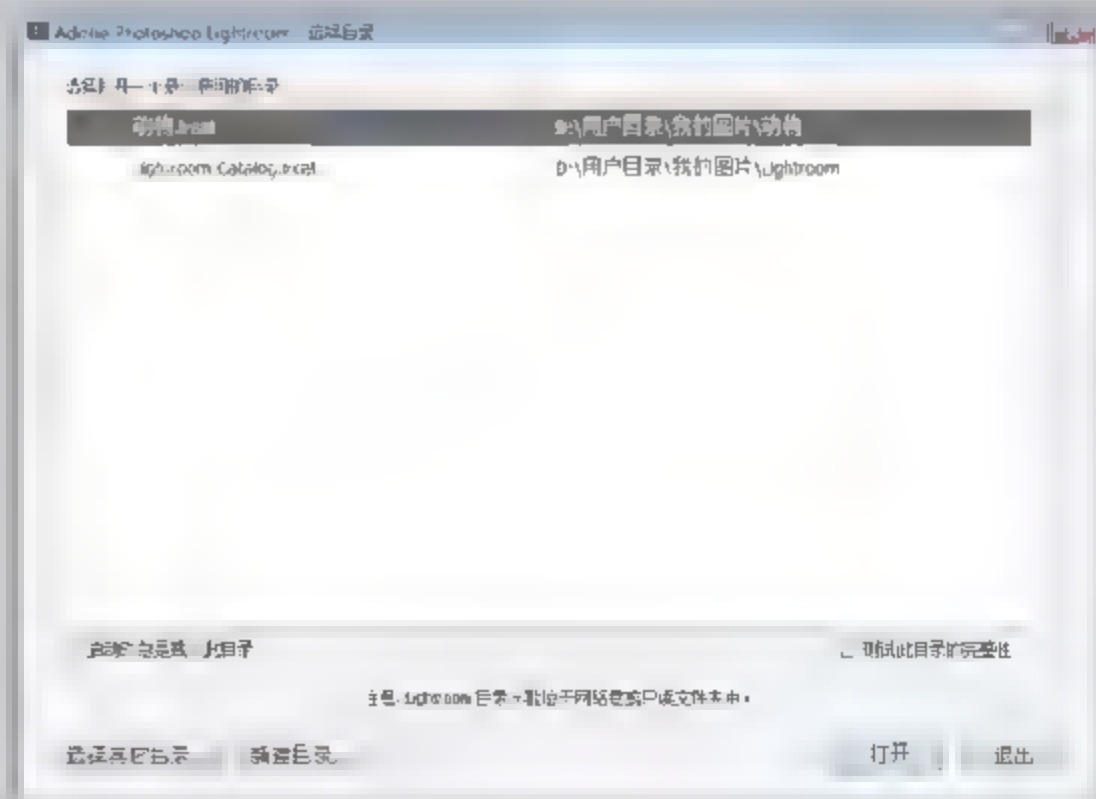 Adobe Photoshop Lightroom - 选择目录
选择打开一个最近使用的目录
动物.lrcat D:\用户目录\我的图片\动物
Lightroom Catalog.lrcat D:\用户目录\我的图片\Lightroom
启动时总是载入此目录 测试此目录的完整性
注意: Lightroom 目录不能位于网络卷或只读文件夹中。
选择其它目录 新建目录 打开 退出